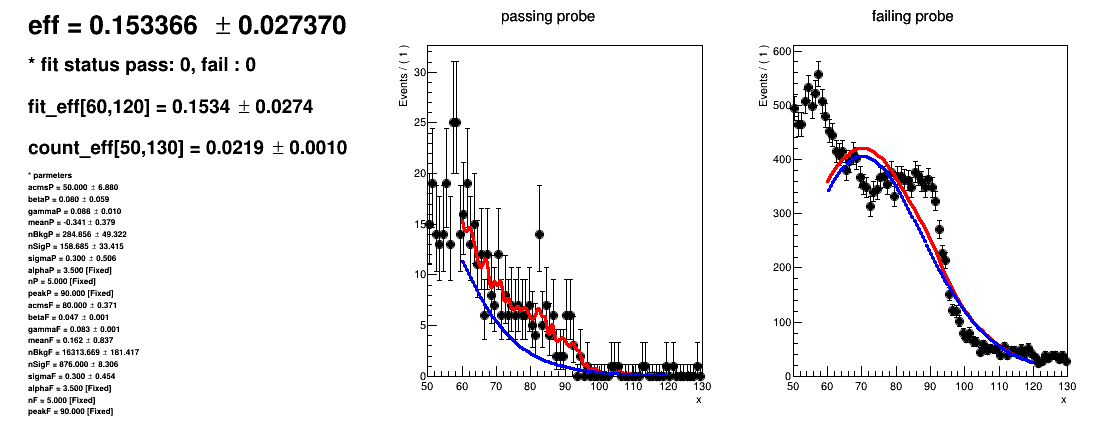 eff = 0.153366 ± 0.027370
* fit status pass: 0, fail : 0
fit_eff[60,120] = 0.1534 ± 0.0274
count_eff[50,130] = 0.0219 ± 0.0010
* parmeters
acmsP = 50.000 ± 6.880
betaP = 0.080 ± 0.059
gammaP = 0.088 ± 0.010
meanP = -0.341 ± 0.379
nBkgP = 284.856 ± 49.322
nSigP = 158.685 ± 33.415
sigmaP = 0.300 ± 0.506
alphaP = 3.500 [Fixed]
nP = 5.000 [Fixed]
peakP = 90.000 [Fixed]
acmsF = 80.000 ± 0.371
betaF = 0.047 ± 0.001
gammaF = 0.083 ± 0.001
meanF = 0.162 ± 0.837
nBkgF = 16313.669 ± 181.417
nSigF = 876.000 ± 8.306
sigmaF = 0.300 ± 0.454
alphaF = 3.500 [Fixed]
nF = 5.000 [Fixed]
peakF = 90.000 [Fixed]
passing probe
Events / ( 1 )
30
25
20
15
10
5
0
50 60 70 80 90 100 110 120 130
x
failing probe
Events / ( 1 )
600
500
400
300
200
100
0
50 60 70 80 90 100 110 120 130
x